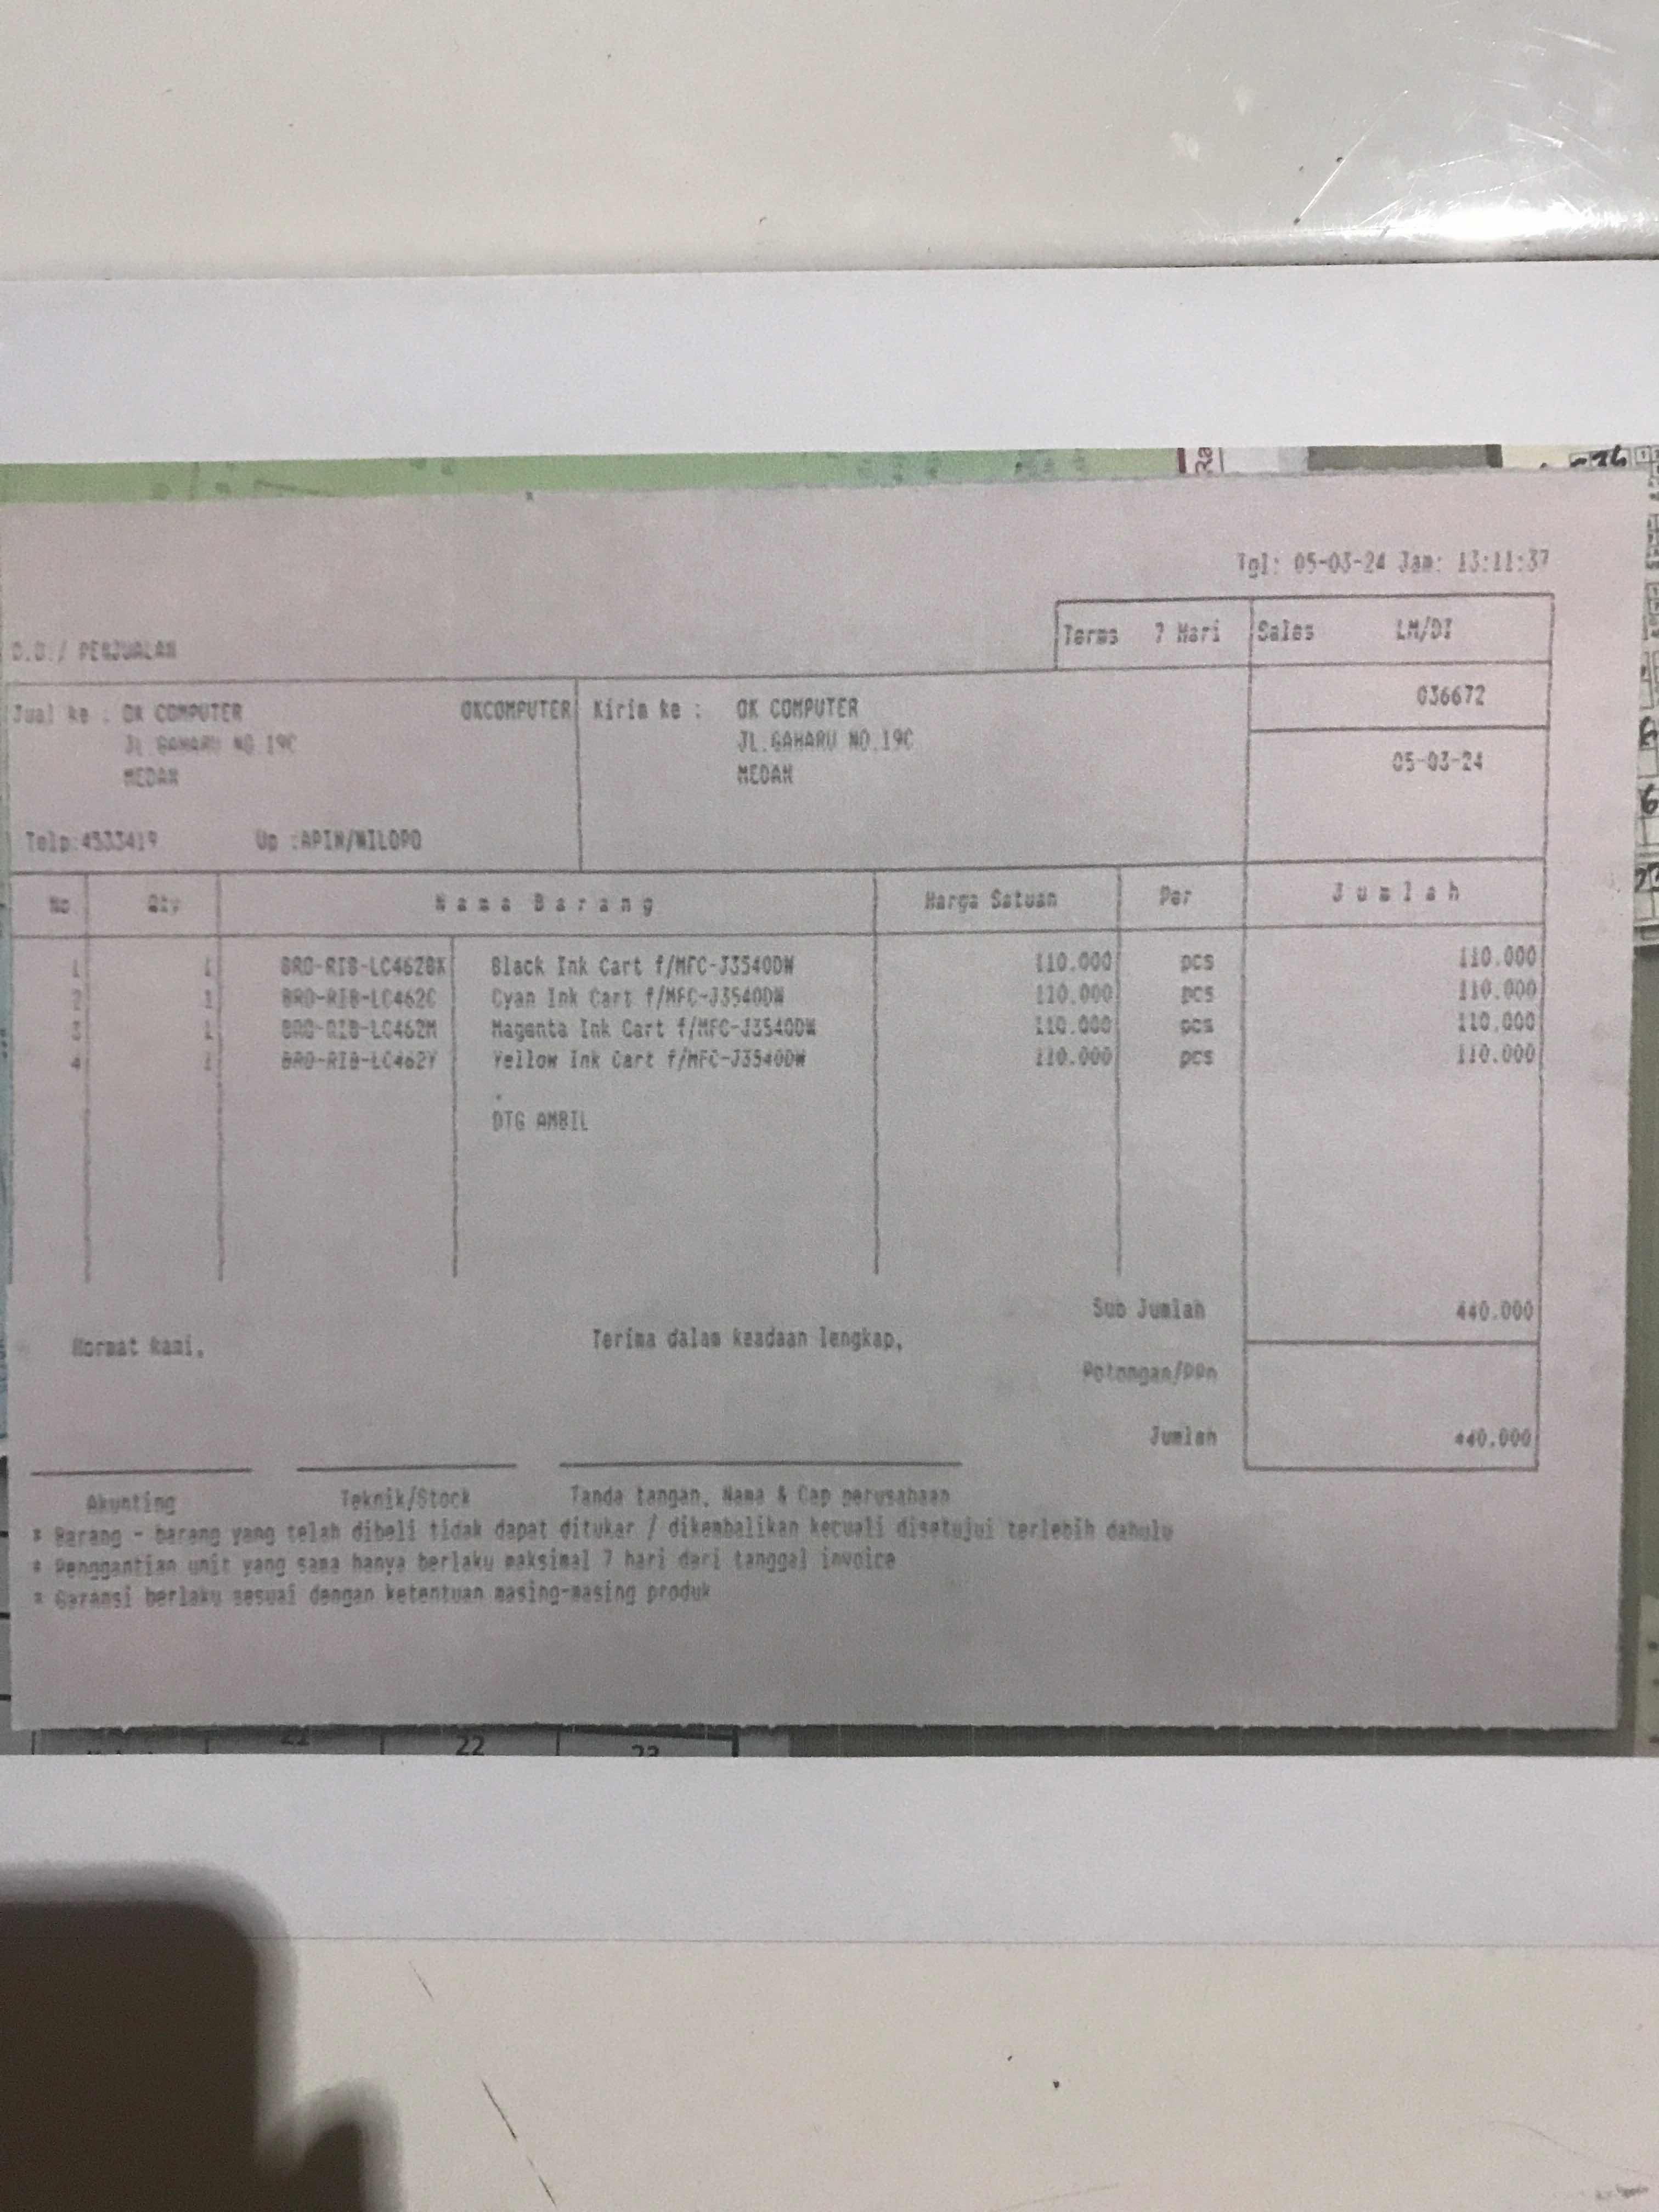 Tgl: 05-03-24 Jam: 13:11:37
D.O./ PENJUALAN
Terms 7 Hari Sales LM/DI
Jual ke : OK COMPUTER OKCOMPUTER Kirim ke : OK COMPUTER 036672
JL.GAHARU NO.19C JL.GAHARU NO.19C
MEDAN MEDAN 05-03-24
Telp:4533419 Up :APIN/WILOPO
No Qty Nama Barang Harga Satuan Per Jumlah
1 1 BRO-RIB-LC462BK Black Ink Cart f/MFC-J3540DW 110.000 pcs 110.000
2 1 BRO-RIB-LC462C Cyan Ink Cart f/MFC-J3540DW 110.000 pcs 110.000
3 1 BRO-RIB-LC462M Magenta Ink Cart f/MFC-J3540DW 110.000 pcs 110.000
4 1 BRO-RIB-LC462Y Yellow Ink Cart f/MFC-J3540DW 110.000 pcs 110.000
.
DTG AMBIL
Sub Jumlah 440.000
Hormat kami, Terima dalam keadaan lengkap,
Potongan/PPn
Jumlah 440.000
Akunting Teknik/Stock Tanda tangan, Nama & Cap perusahaan
* Barang - barang yang telah dibeli tidak dapat ditukar / dikembalikan kecuali disetujui terlebih dahulu
* Penggantian unit yang sama hanya berlaku maksimal 7 hari dari tanggal invoice
* Garansi berlaku sesuai dengan ketentuan masing-masing produk
21 22 23